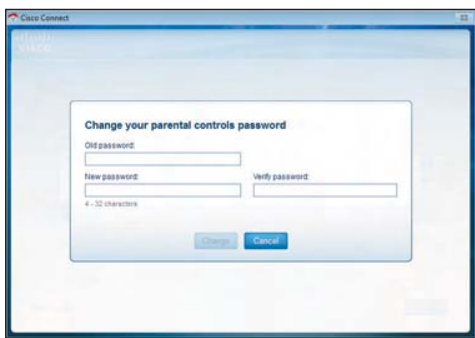 Cisco Connect
Change your parental controls password
Old password:
New password: Verify password:
4 - 32 characters
Change Cancel